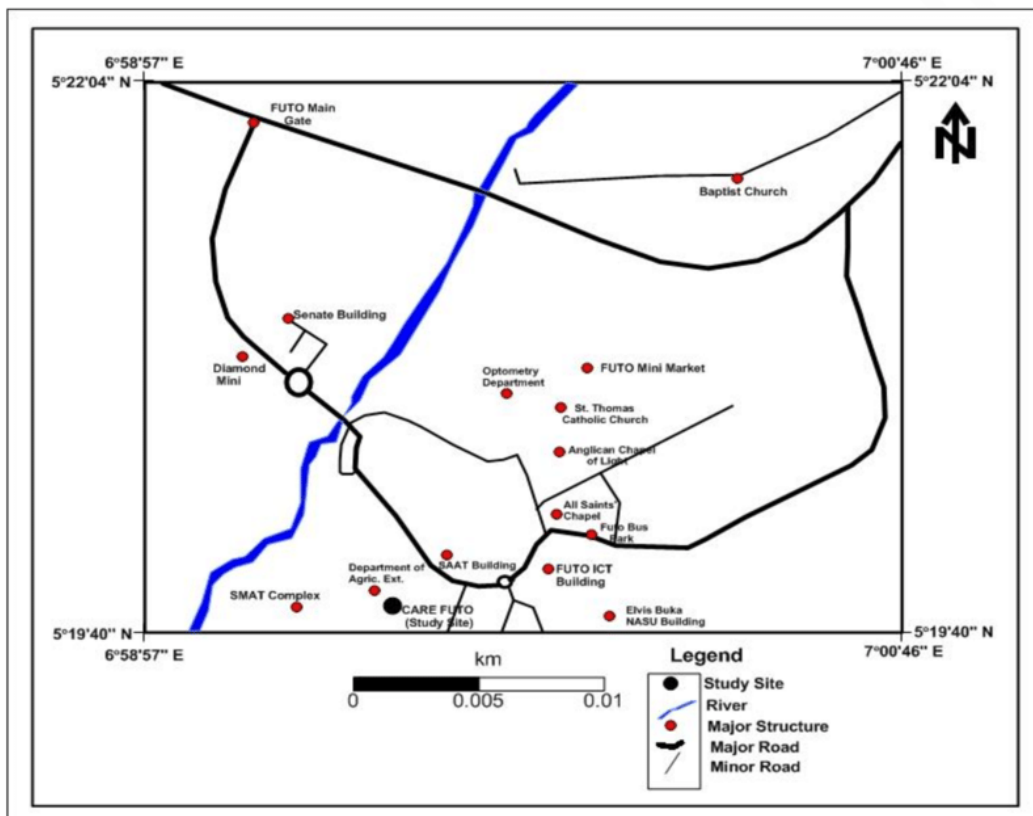 6°58'57'' E
7°00'46'' E
5°22'04'' N
5°22'04'' N
FUTO Main
Gate
N
Baptist Church
Senate Building
Diamond
Mini
Optometry
Department
FUTO Mini Market
St. Thomas
Catholic Church
Anglican Chapel
of Light
All Saints'
Chapel
Futo Bus
Park
SAAT Building
FUTO ICT
Building
Department of
Agric. Ext.
SMAT Complex
CARE FUTO
(Study Site)
Elvis Buka
NASU Building
5°19'40'' N
5°19'40'' N
6°58'57'' E
7°00'46'' E
km
0
0.005
0.01
Legend
Study Site
River
Major Structure
Major Road
Minor Road